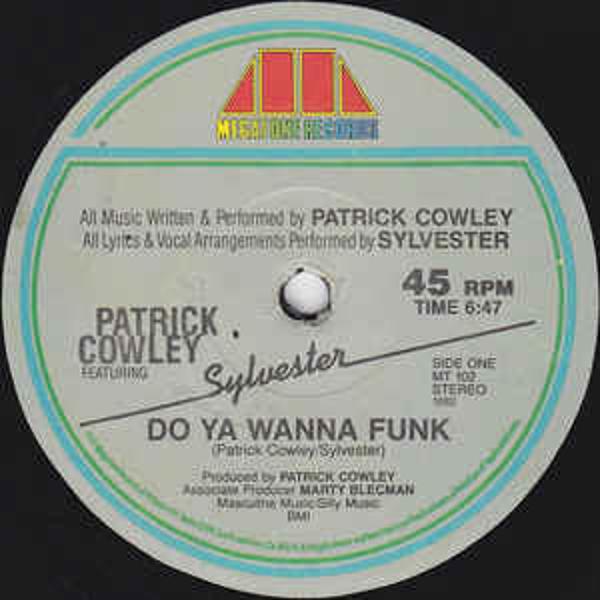 MEGATONE RECORDS
All Music Written & Performed by PATRICK COWLEY
All Lyrics & Vocal Arrangements Performed by SYLVESTER
45 RPM
TIME 6:47
PATRICK
COWLEY
FEATURING
Sylvester
SIDE ONE
MT 102
STEREO
1982
DO YA WANNA FUNK
(Patrick Cowley/Sylvester)
Produced by PATRICK COWLEY
Associate Producer MARTY BLECMAN
Masculine Music/Silly Music
BMI